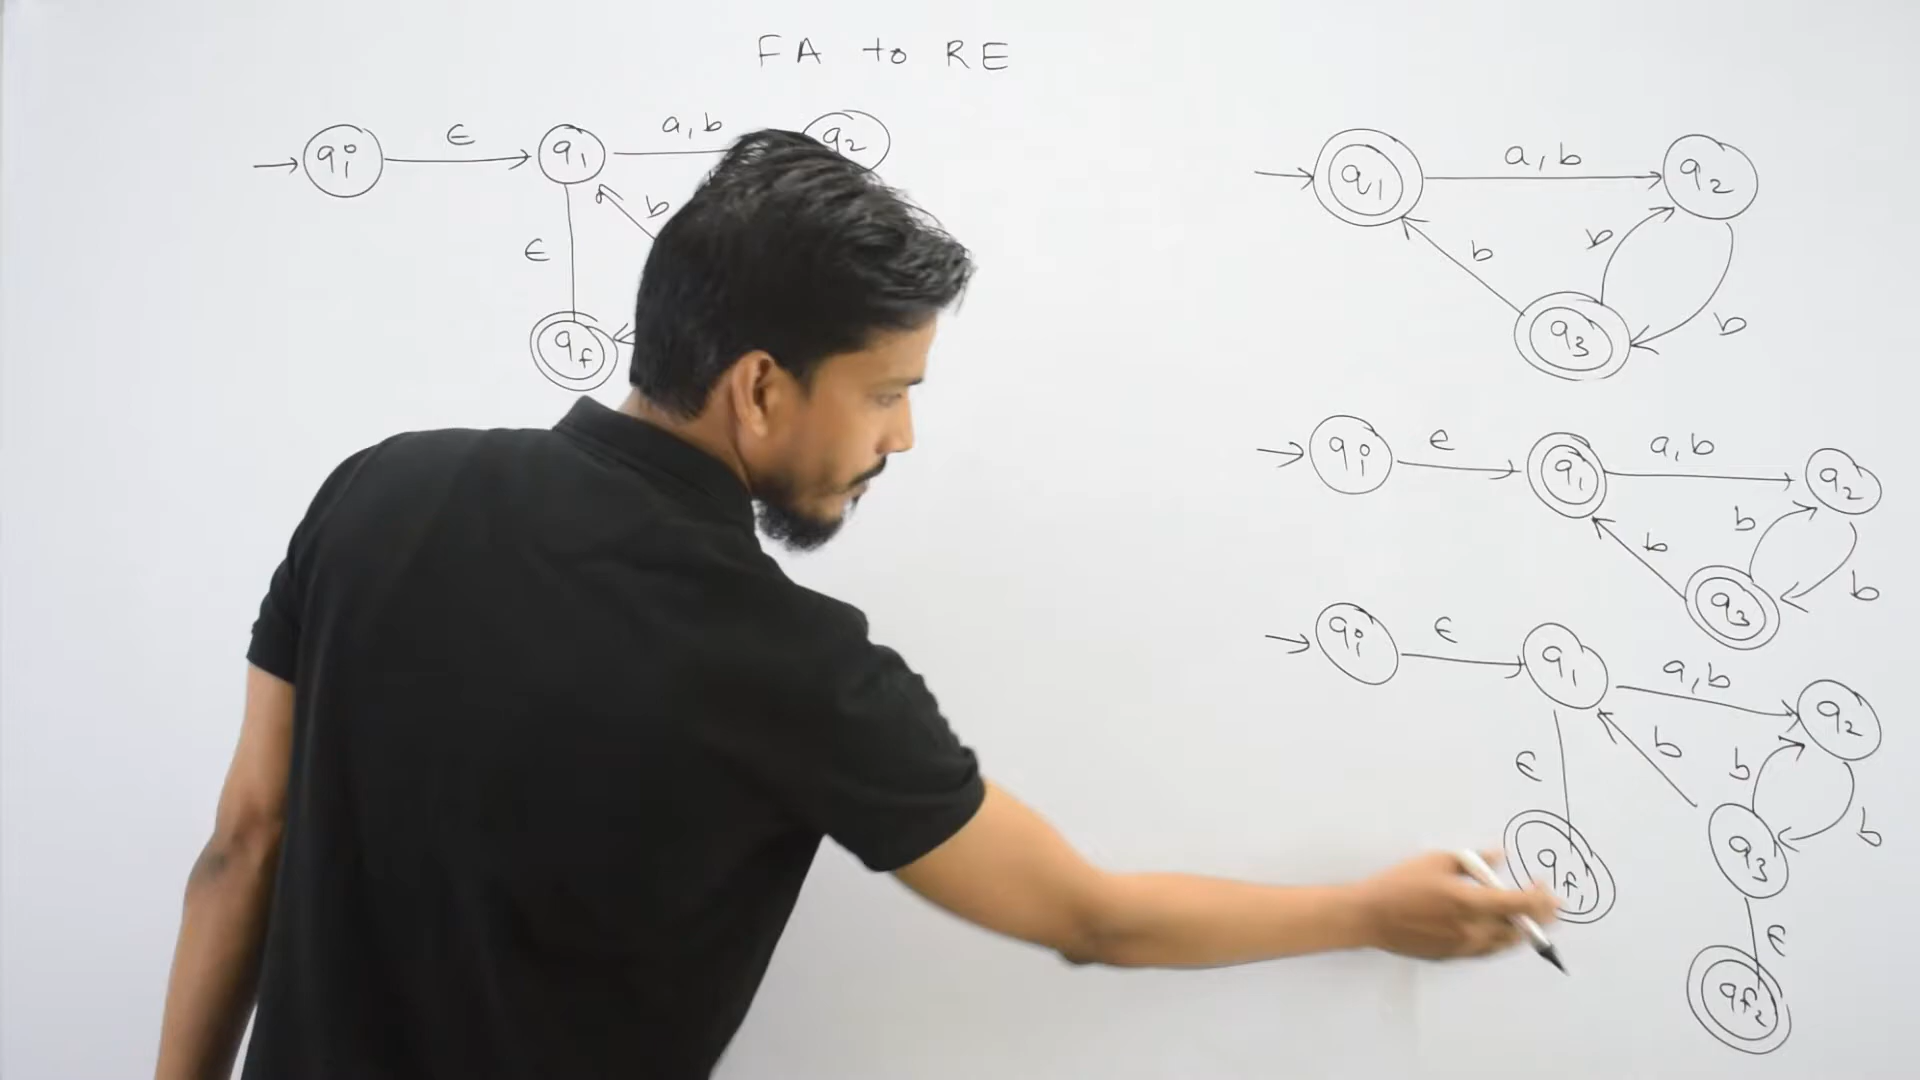 FA to RE
qi ε q1 a,b q2
b
ε
qf
q1 a,b q2
b b
b
q3
qi ε q1 a,b q2
b b
b
q3
qi ε q1 a,b q2
ε b b
b
qf1 q3
ε
qf2